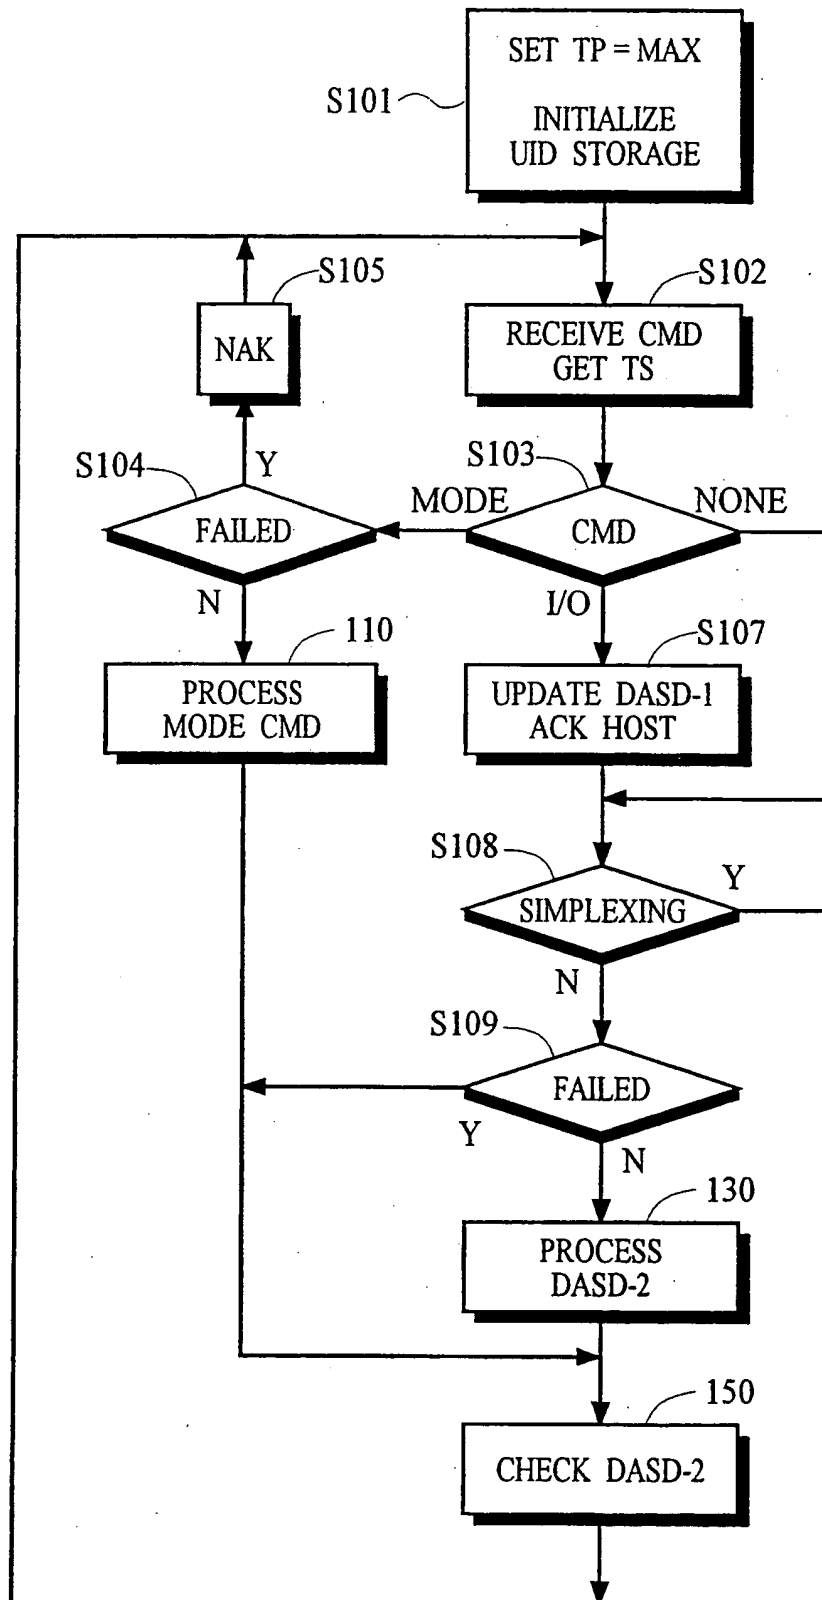 SET TP = MAX
S101
INITIALIZE
UID STORAGE
S105
S102
NAK
RECEIVE CMD
GET TS
S104
Y
S103
MODE
NONE
FAILED
CMD
N
I/O
110
S107
PROCESS
MODE CMD
UPDATE DASD-1
ACK HOST
S108
Y
SIMPLEXING
N
S109
FAILED
Y
N
130
PROCESS
DASD-2
150
CHECK DASD-2